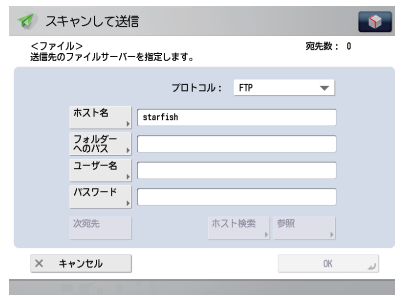 スキャンして送信
<ファイル>
送信先のファイルサーバーを指定します。
宛先数： 0
プロトコル： FTP
ホスト名 starfish
フォルダー
へのパス
ユーザー名
パスワード
次宛先 ホスト検索 参照
× キャンセル OK